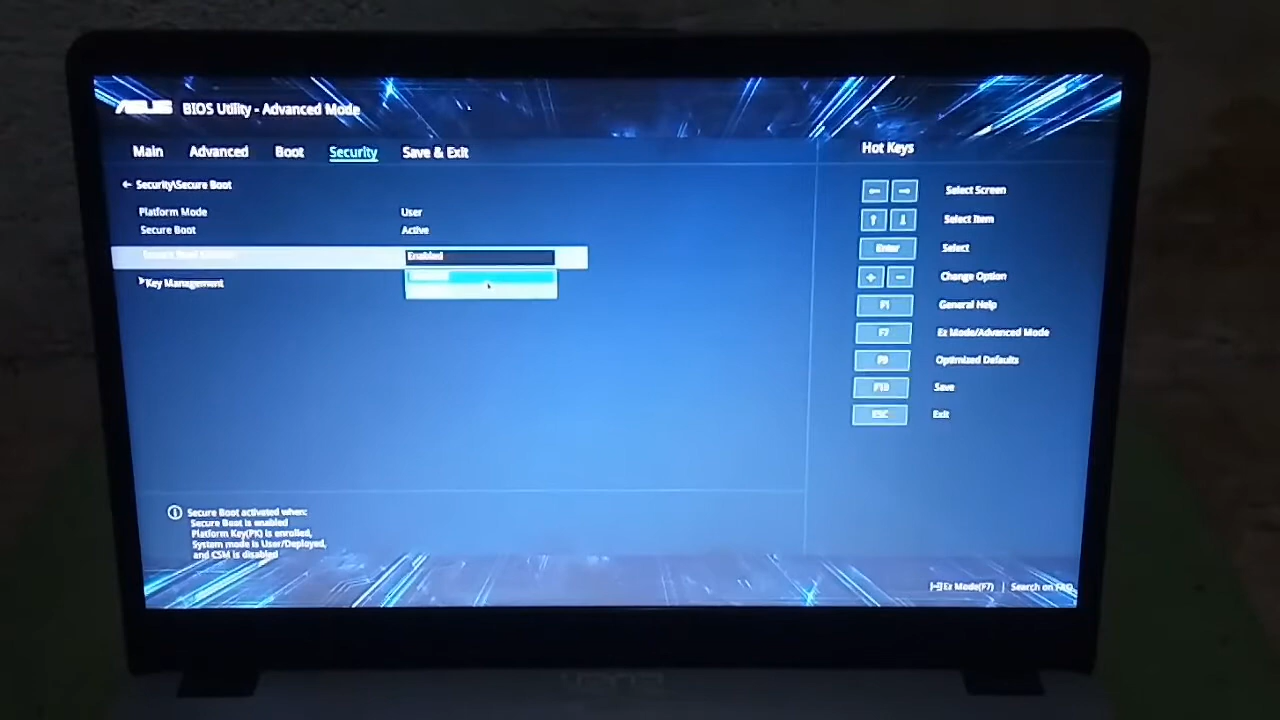 ASUS BIOS Utility - Advanced Mode
Main Advanced Boot Security Save & Exit
Hot Keys
← Security\Secure Boot
Platform Mode User
Secure Boot Active
Enabled
Key Management
← → Select Screen
↑ ↓ Select Item
Enter Select
+ - Change Option
F1 General Help
F7 Ez Mode/Advanced Mode
F9 Optimized Defaults
F10 Save
ESC Exit
Secure Boot activated when:
Secure Boot is enabled
Platform Key(PK) is enrolled,
System mode is User/Deployed,
and CSM is disabled
Ez Mode(F7) | Search on FAQ